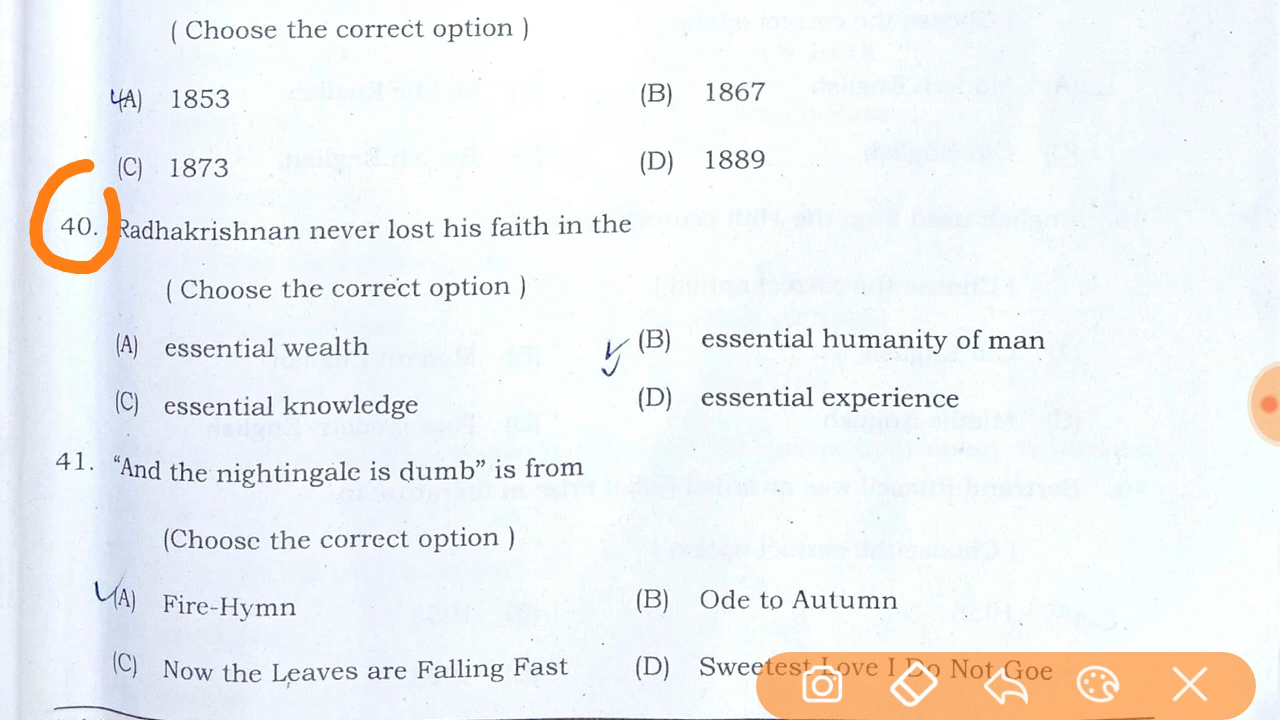 ( Choose the correct option )
(A) 1853 (B) 1867
(C) 1873 (D) 1889
40. Radhakrishnan never lost his faith in the
( Choose the correct option )
(A) essential wealth (B) essential humanity of man
(C) essential knowledge (D) essential experience
41. “And the nightingale is dumb” is from
(Choose the correct option )
(A) Fire-Hymn (B) Ode to Autumn
(C) Now the Leaves are Falling Fast (D) Sweetest Love I Do Not Goe